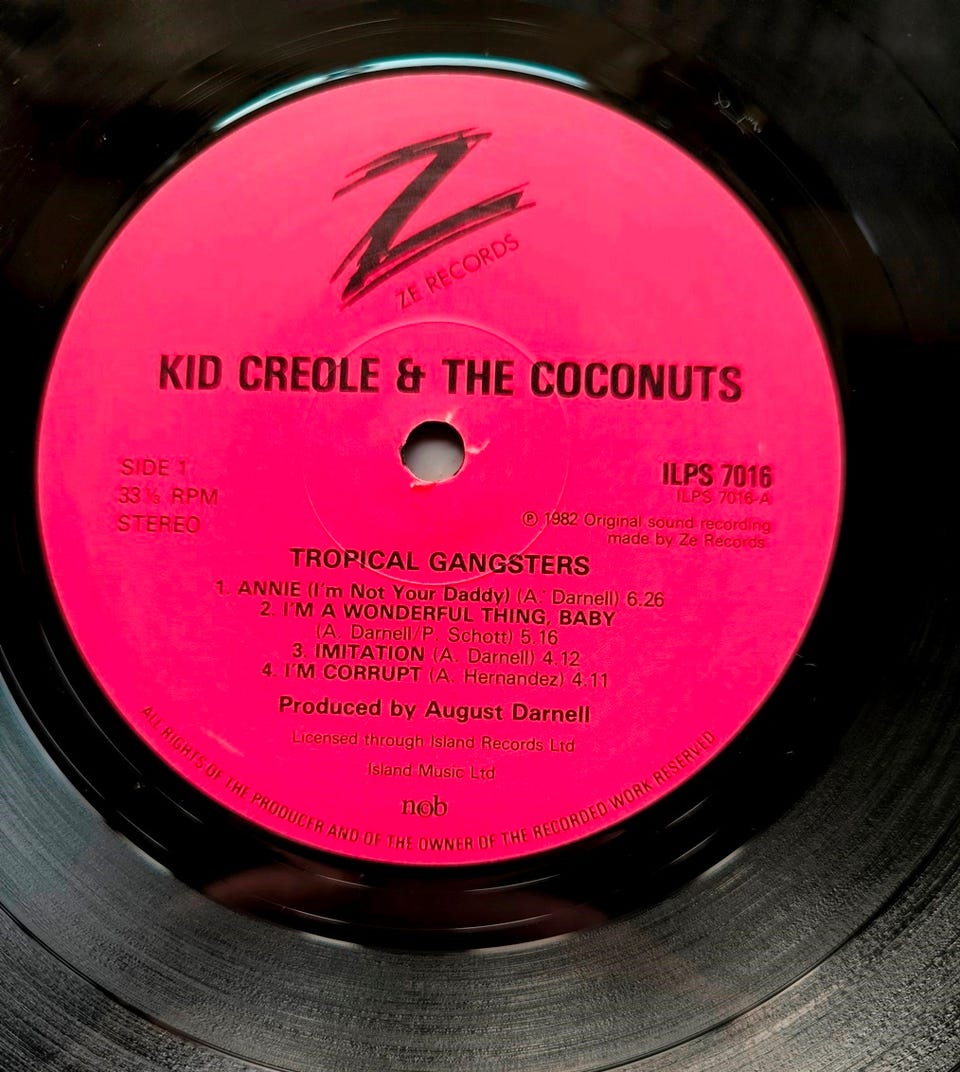 Z
ZE RECORDS
KID CREOLE & THE COCONUTS
SIDE 1
33⅓ RPM
STEREO
ILPS 7016
ILPS 7016-A
℗ 1982 Original sound recording
made by Ze Records
TROPICAL GANGSTERS
1. ANNIE (I'm Not Your Daddy) (A. Darnell) 6.26
2. I'M A WONDERFUL THING, BABY
(A. Darnell/P. Schott) 5.16
3. IMITATION (A. Darnell) 4.12
4. I'M CORRUPT (A. Hernandez) 4.11
Produced by August Darnell
Licensed through Island Records Ltd
Island Music Ltd
ncb
ALL RIGHTS OF THE PRODUCER AND OF THE OWNER OF THE RECORDED WORK RESERVED